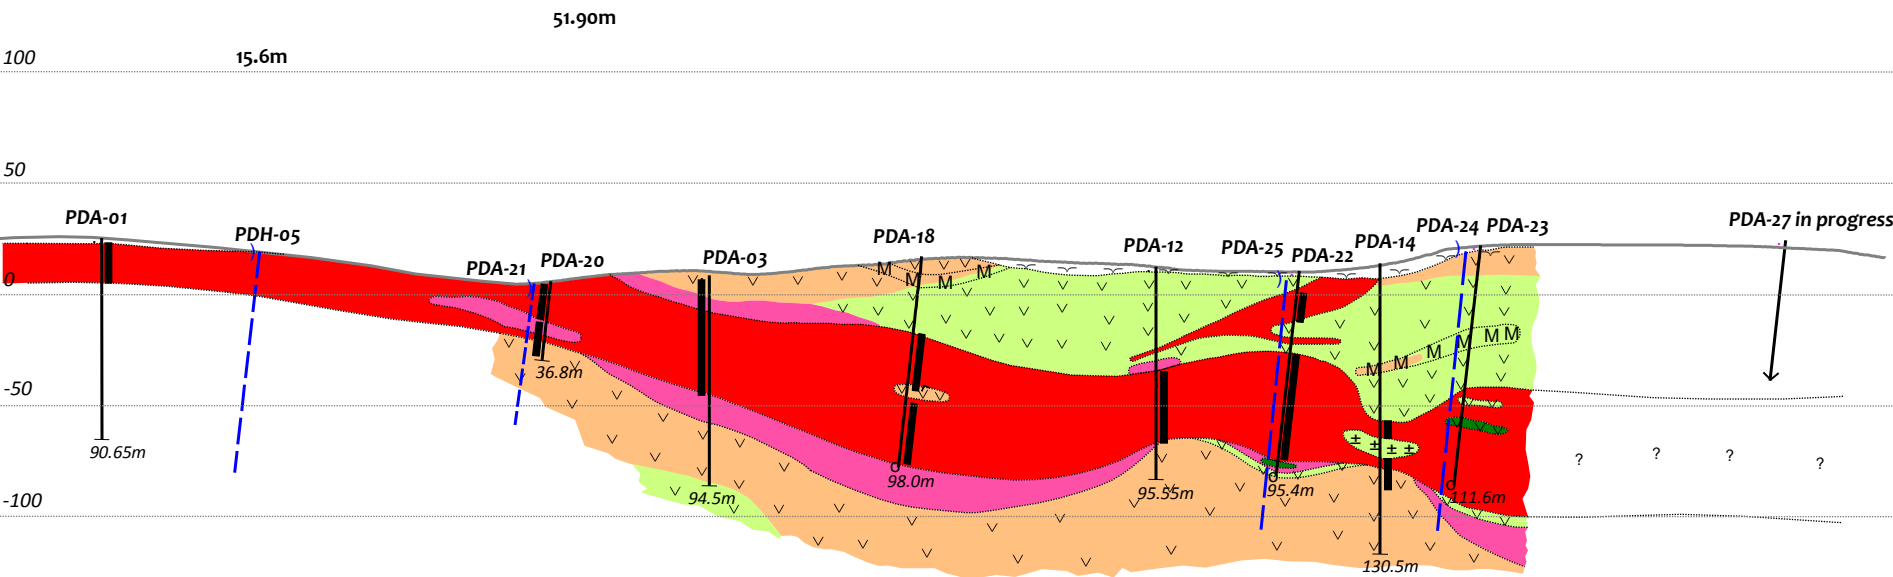 51.90m
15.6m
100
50
PDA-01
PDH-05
PDA-21
PDA-20
PDA-03
PDA-18
PDA-12
PDA-25
PDA-22
PDA-14
PDA-24
PDA-23
PDA-27 in progress
M
M
M
M
M
0
M M
M
M
M
M
-50
36.8m
± ± ± ±
? ? ? ?
90.65m
94.5m
98.0m
95.55m
95.4m
111.6m
-100
130.5m